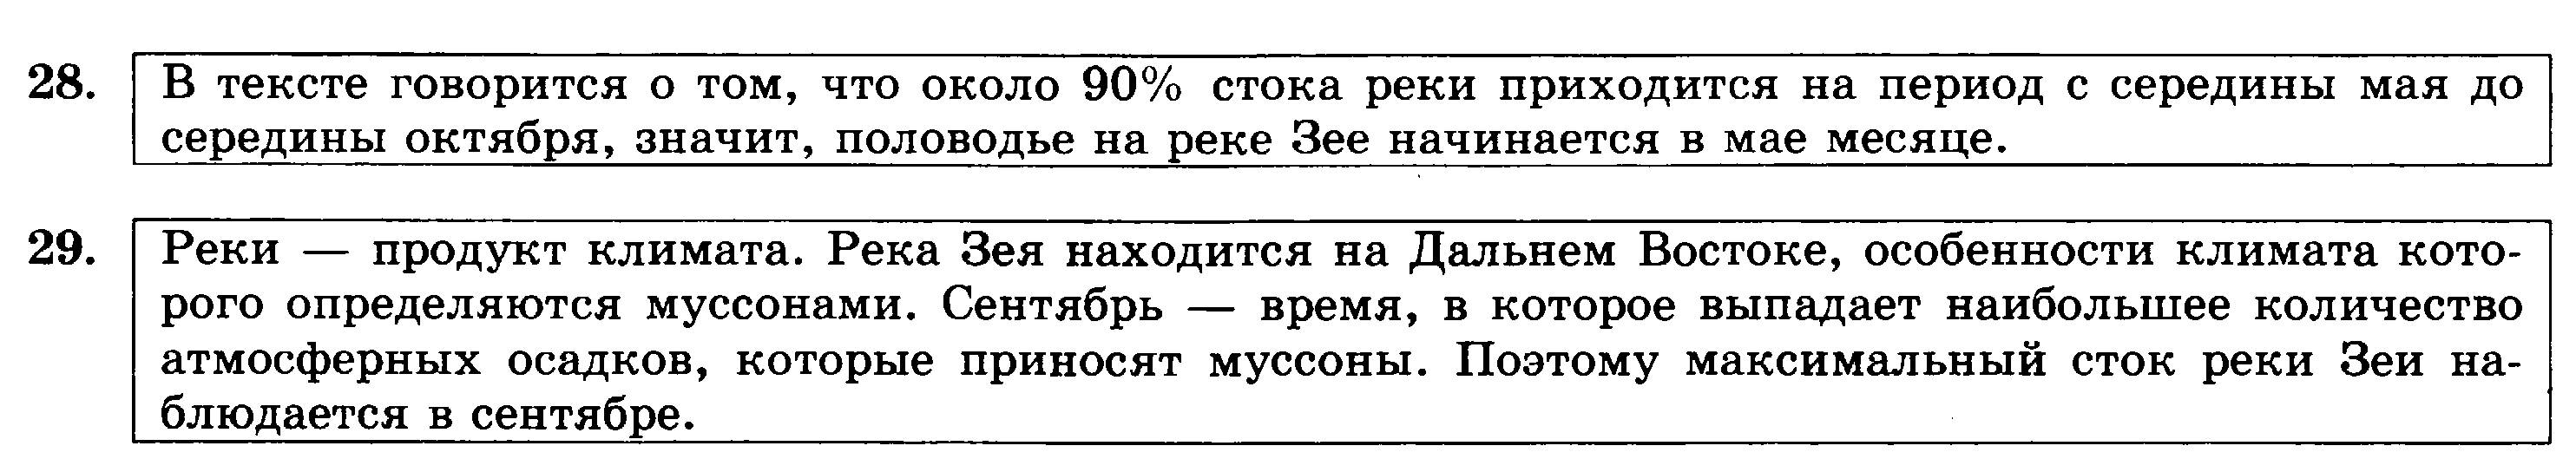 28. В тексте говорится о том, что около 90% стока реки приходится на период с середины мая до
середины октября, значит, половодье на реке Зее начинается в мае месяце.
29. Реки — продукт климата. Река Зея находится на Дальнем Востоке, особенности климата кото-
рого определяются муссонами. Сентябрь — время, в которое выпадает наибольшее количество
атмосферных осадков, которые приносят муссоны. Поэтому максимальный сток реки Зеи на-
блюдается в сентябре.